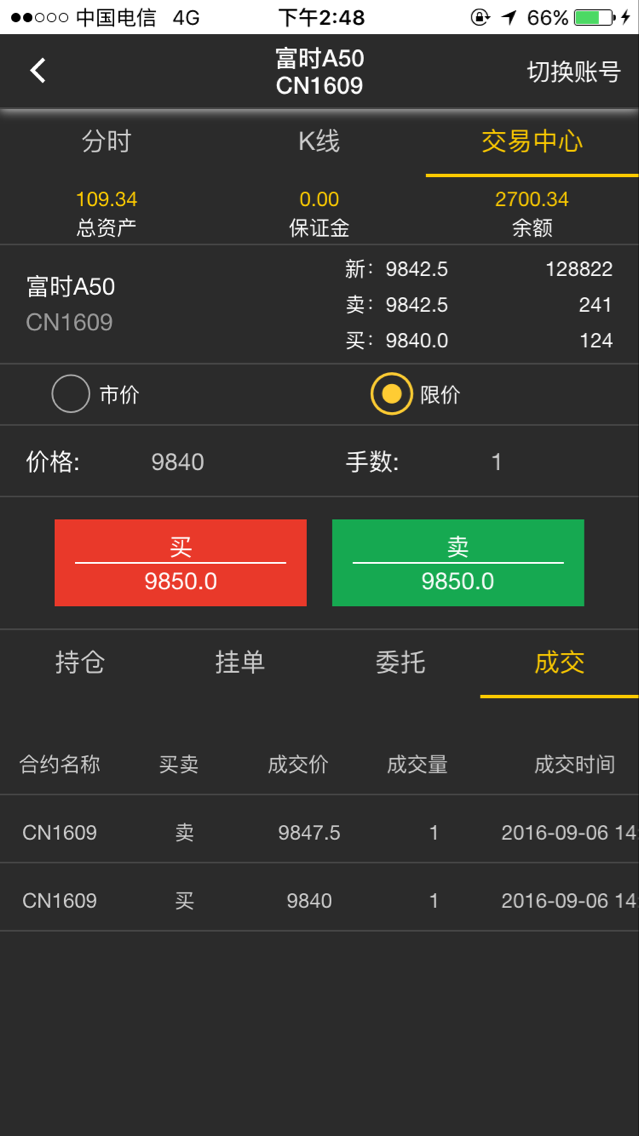 中国电信 4G 下午2:48 66%
富时A50
CN1609
切换账号
分时 K线 交易中心
109.34 0.00 2700.34
总资产 保证金 余额
富时A50
CN1609
新: 9842.5 128822
卖: 9842.5 241
买: 9840.0 124
市价 限价
价格: 9840 手数: 1
买 卖
9850.0 9850.0
持仓 挂单 委托 成交
合约名称 买卖 成交价 成交量 成交时间
CN1609 卖 9847.5 1 2016-09-06 14
CN1609 买 9840 1 2016-09-06 14